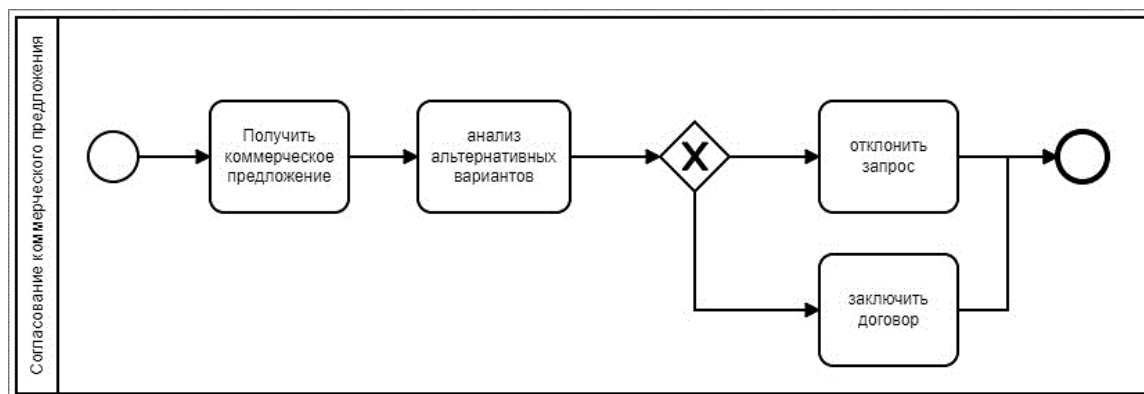 Согласование коммерческого предложения
Получить
коммерческое
предложение
анализ
альтернативных
вариантов
X
отклонить
запрос
заключить
договор